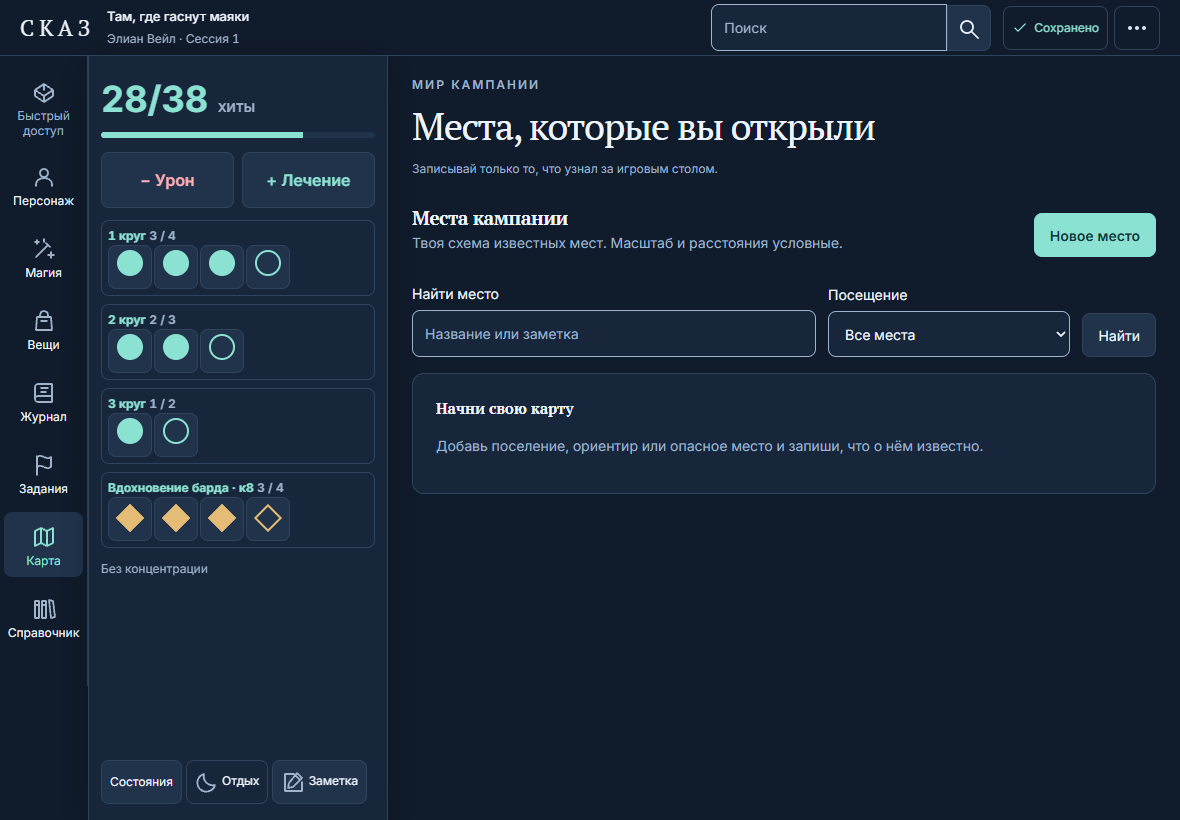 СКАЗ
Там, где гаснут маяки
Элиан Вейл · Сессия 1
Поиск
Сохранено
Быстрый
доступ
Персонаж
Магия
Вещи
Журнал
Задания
Карта
Справочник
28/38 хиты
− Урон
+ Лечение
1 круг 3 / 4
2 круг 2 / 3
3 круг 1 / 2
Вдохновение барда · к8 3 / 4
Без концентрации
Состояния
Отдых
Заметка
МИР КАМПАНИИ
Места, которые вы открыли
Записывай только то, что узнал за игровым столом.
Места кампании
Твоя схема известных мест. Масштаб и расстояния условные.
Новое место
Найти место
Посещение
Название или заметка
Все места
Найти
Начни свою карту
Добавь поселение, ориентир или опасное место и запиши, что о нём известно.